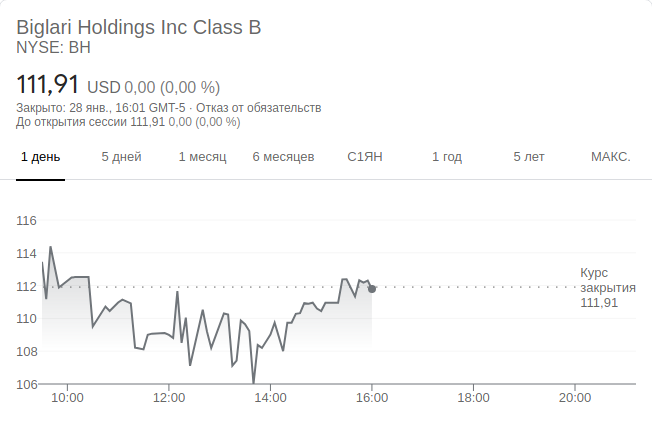 Biglari Holdings Inc Class B
NYSE: BH
111,91 USD 0,00 (0,00 %)
Закрыто: 28 янв., 16:01 GMT-5 · Отказ от обязательств
До открытия сессии 111,91 0,00 (0,00 %)
1 день 5 дней 1 месяц 6 месяцев С1ЯН 1 год 5 лет МАКС.
116
114
Курс
112 закрытия
111,91
110
108
106
10:00 12:00 14:00 16:00 18:00 20:00